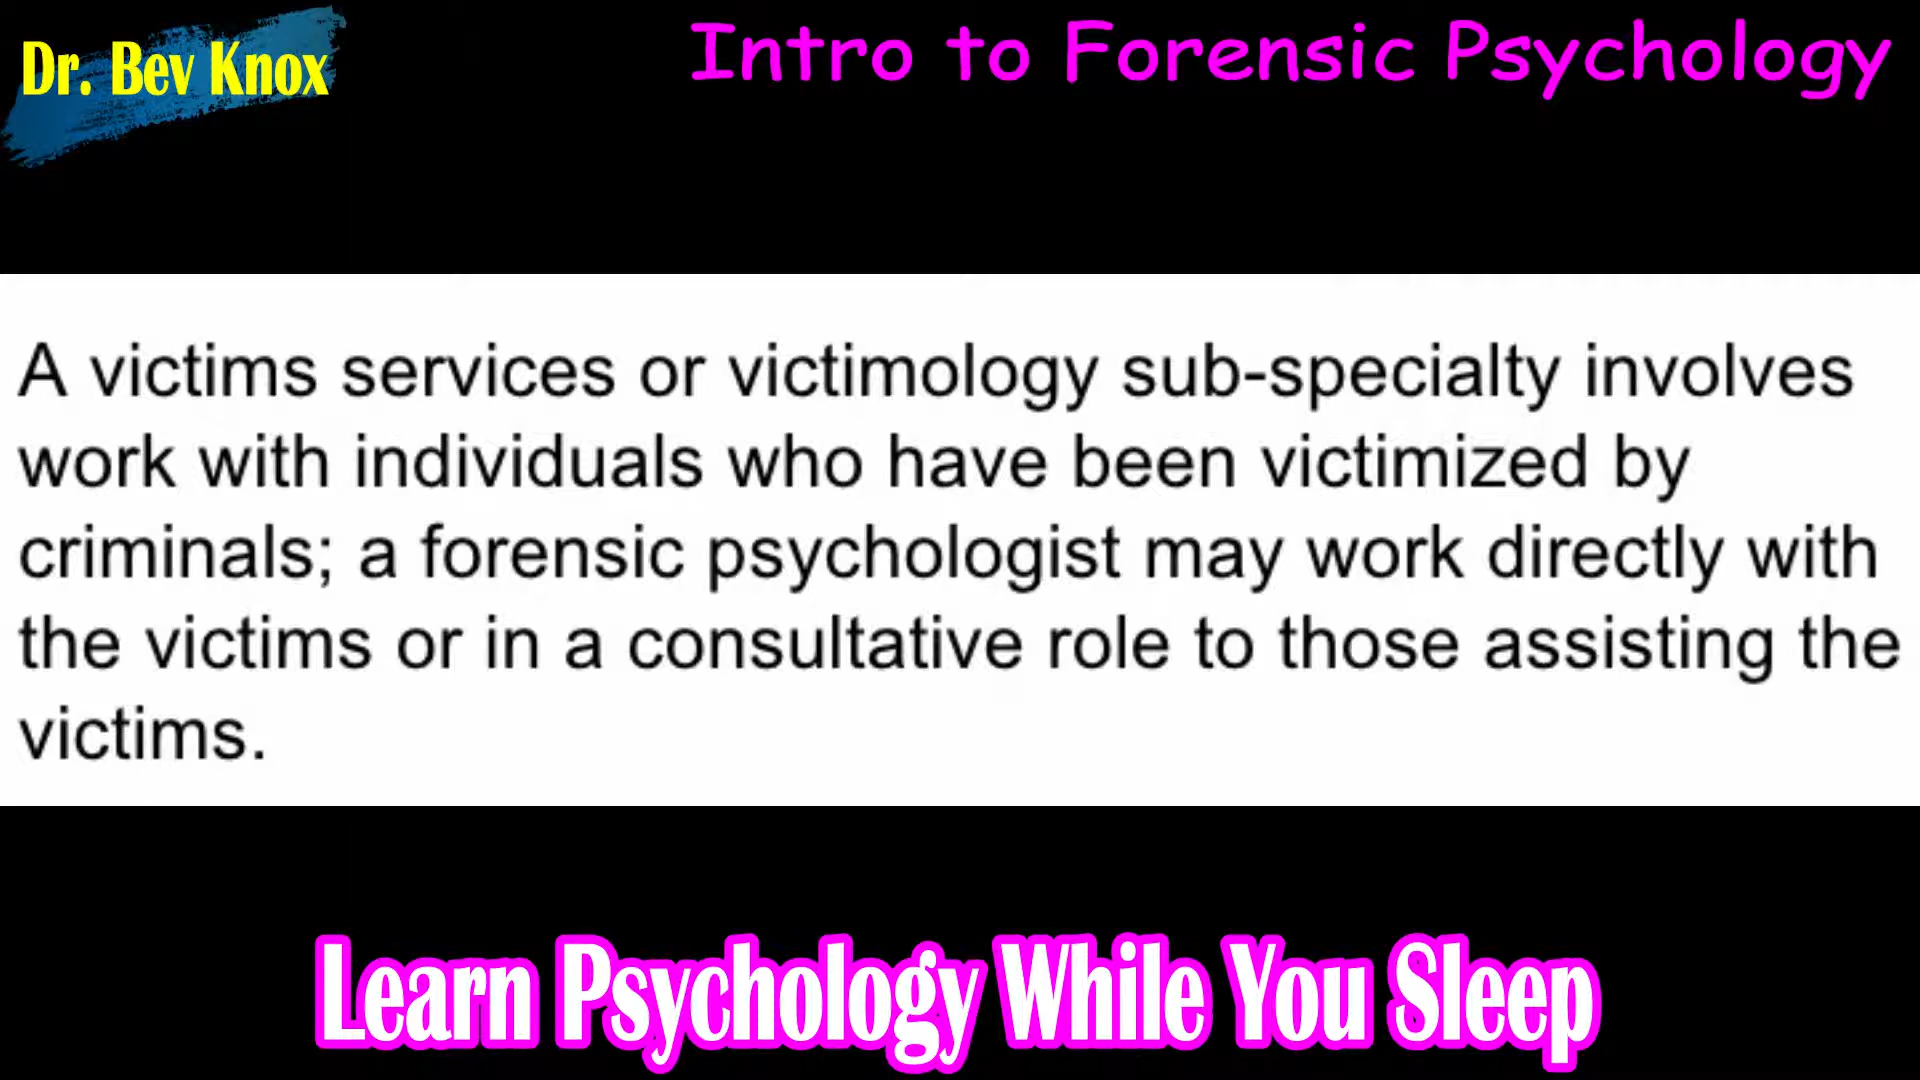 Dr. Bev Knox
Intro to Forensic Psychology
A victims services or victimology sub-specialty involves
work with individuals who have been victimized by
criminals; a forensic psychologist may work directly with
the victims or in a consultative role to those assisting the
victims.
Learn Psychology While You Sleep